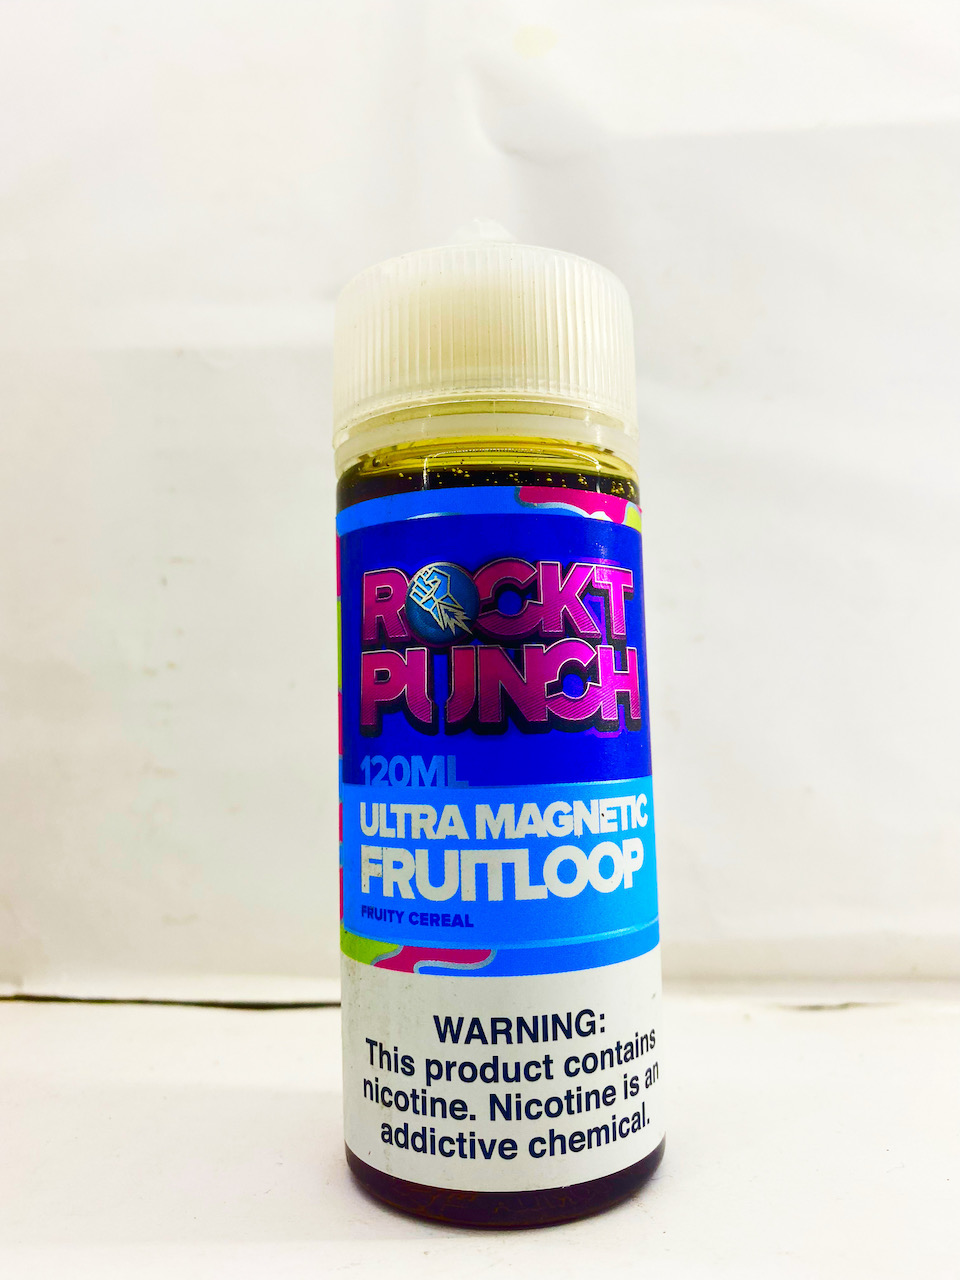 ROCKT
PUNCH
120ML
ULTRA MAGNETIC
FRUITLOOP
FRUITY CEREAL
WARNING:
This product contains
nicotine. Nicotine is an
addictive chemical.